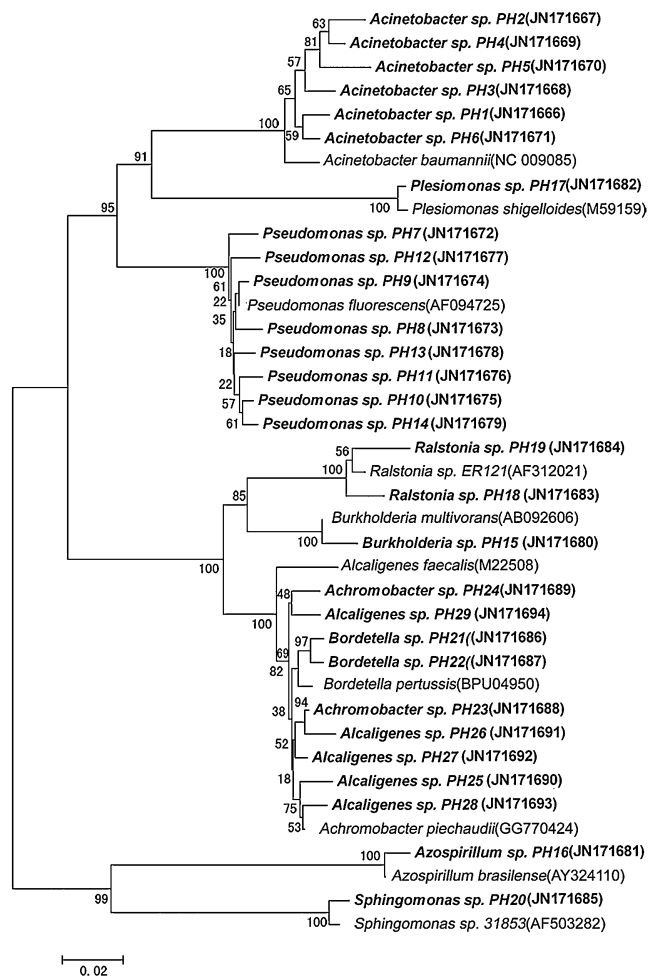 63 Acinetobacter sp. PH2(JN171667)
81 Acinetobacter sp. PH4(JN171669)
57 Acinetobacter sp. PH5(JN171670)
65 Acinetobacter sp. PH3(JN171668)
100 Acinetobacter sp. PH1(JN171666)
59 Acinetobacter sp. PH6(JN171671)
91 Acinetobacter baumannii(NC 009085)
Plesiomonas sp. PH17(JN171682)
95 100 Plesiomonas shigelloides(M59159)
Pseudomonas sp. PH7(JN171672)
100 Pseudomonas sp. PH12(JN171677)
61 Pseudomonas sp. PH9(JN171674)
22 Pseudomonas fluorescens(AF094725)
35 Pseudomonas sp. PH8(JN171673)
18 Pseudomonas sp. PH13(JN171678)
22 Pseudomonas sp. PH11(JN171676)
57 Pseudomonas sp. PH10(JN171675)
61 Pseudomonas sp. PH14(JN171679)
56 Ralstonia sp. PH19 (JN171684)
100 Ralstonia sp. ER121(AF312021)
85 Ralstonia sp. PH18 (JN171683)
Burkholderia multivorans(AB092606)
100 Burkholderia sp. PH15 (JN171680)
100 Alcaligenes faecalis(M22508)
48 Achromobacter sp. PH24(JN171689)
100 Alcaligenes sp. PH29 (JN171694)
97 Bordetella sp. PH21((JN171686)
69 Bordetella sp. PH22((JN171687)
82 Bordetella pertussis(BPU04950)
94 Achromobacter sp. PH23(JN171688)
38 Alcaligenes sp. PH26 (JN171691)
52 Alcaligenes sp. PH27 (JN171692)
18 Alcaligenes sp. PH25 (JN171690)
75 Alcaligenes sp. PH28 (JN171693)
53 Achromobacter piechaudii(GG770424)
100 Azospirillum sp. PH16(JN171681)
Azospirillum brasilense(AY324110)
99 Sphingomonas sp. PH20(JN171685)
100 Sphingomonas sp. 31853(AF503282)
0.02